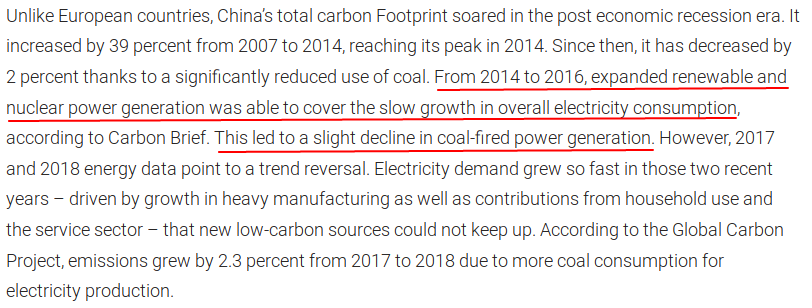 Unlike European countries, China's total carbon Footprint soared in the post economic recession era. It
increased by 39 percent from 2007 to 2014, reaching its peak in 2014. Since then, it has decreased by
2 percent thanks to a significantly reduced use of coal. From 2014 to 2016, expanded renewable and
nuclear power generation was able to cover the slow growth in overall electricity consumption,
according to Carbon Brief. This led to a slight decline in coal-fired power generation. However, 2017
and 2018 energy data point to a trend reversal. Electricity demand grew so fast in those two recent
years – driven by growth in heavy manufacturing as well as contributions from household use and
the service sector – that new low-carbon sources could not keep up. According to the Global Carbon
Project, emissions grew by 2.3 percent from 2017 to 2018 due to more coal consumption for
electricity production.